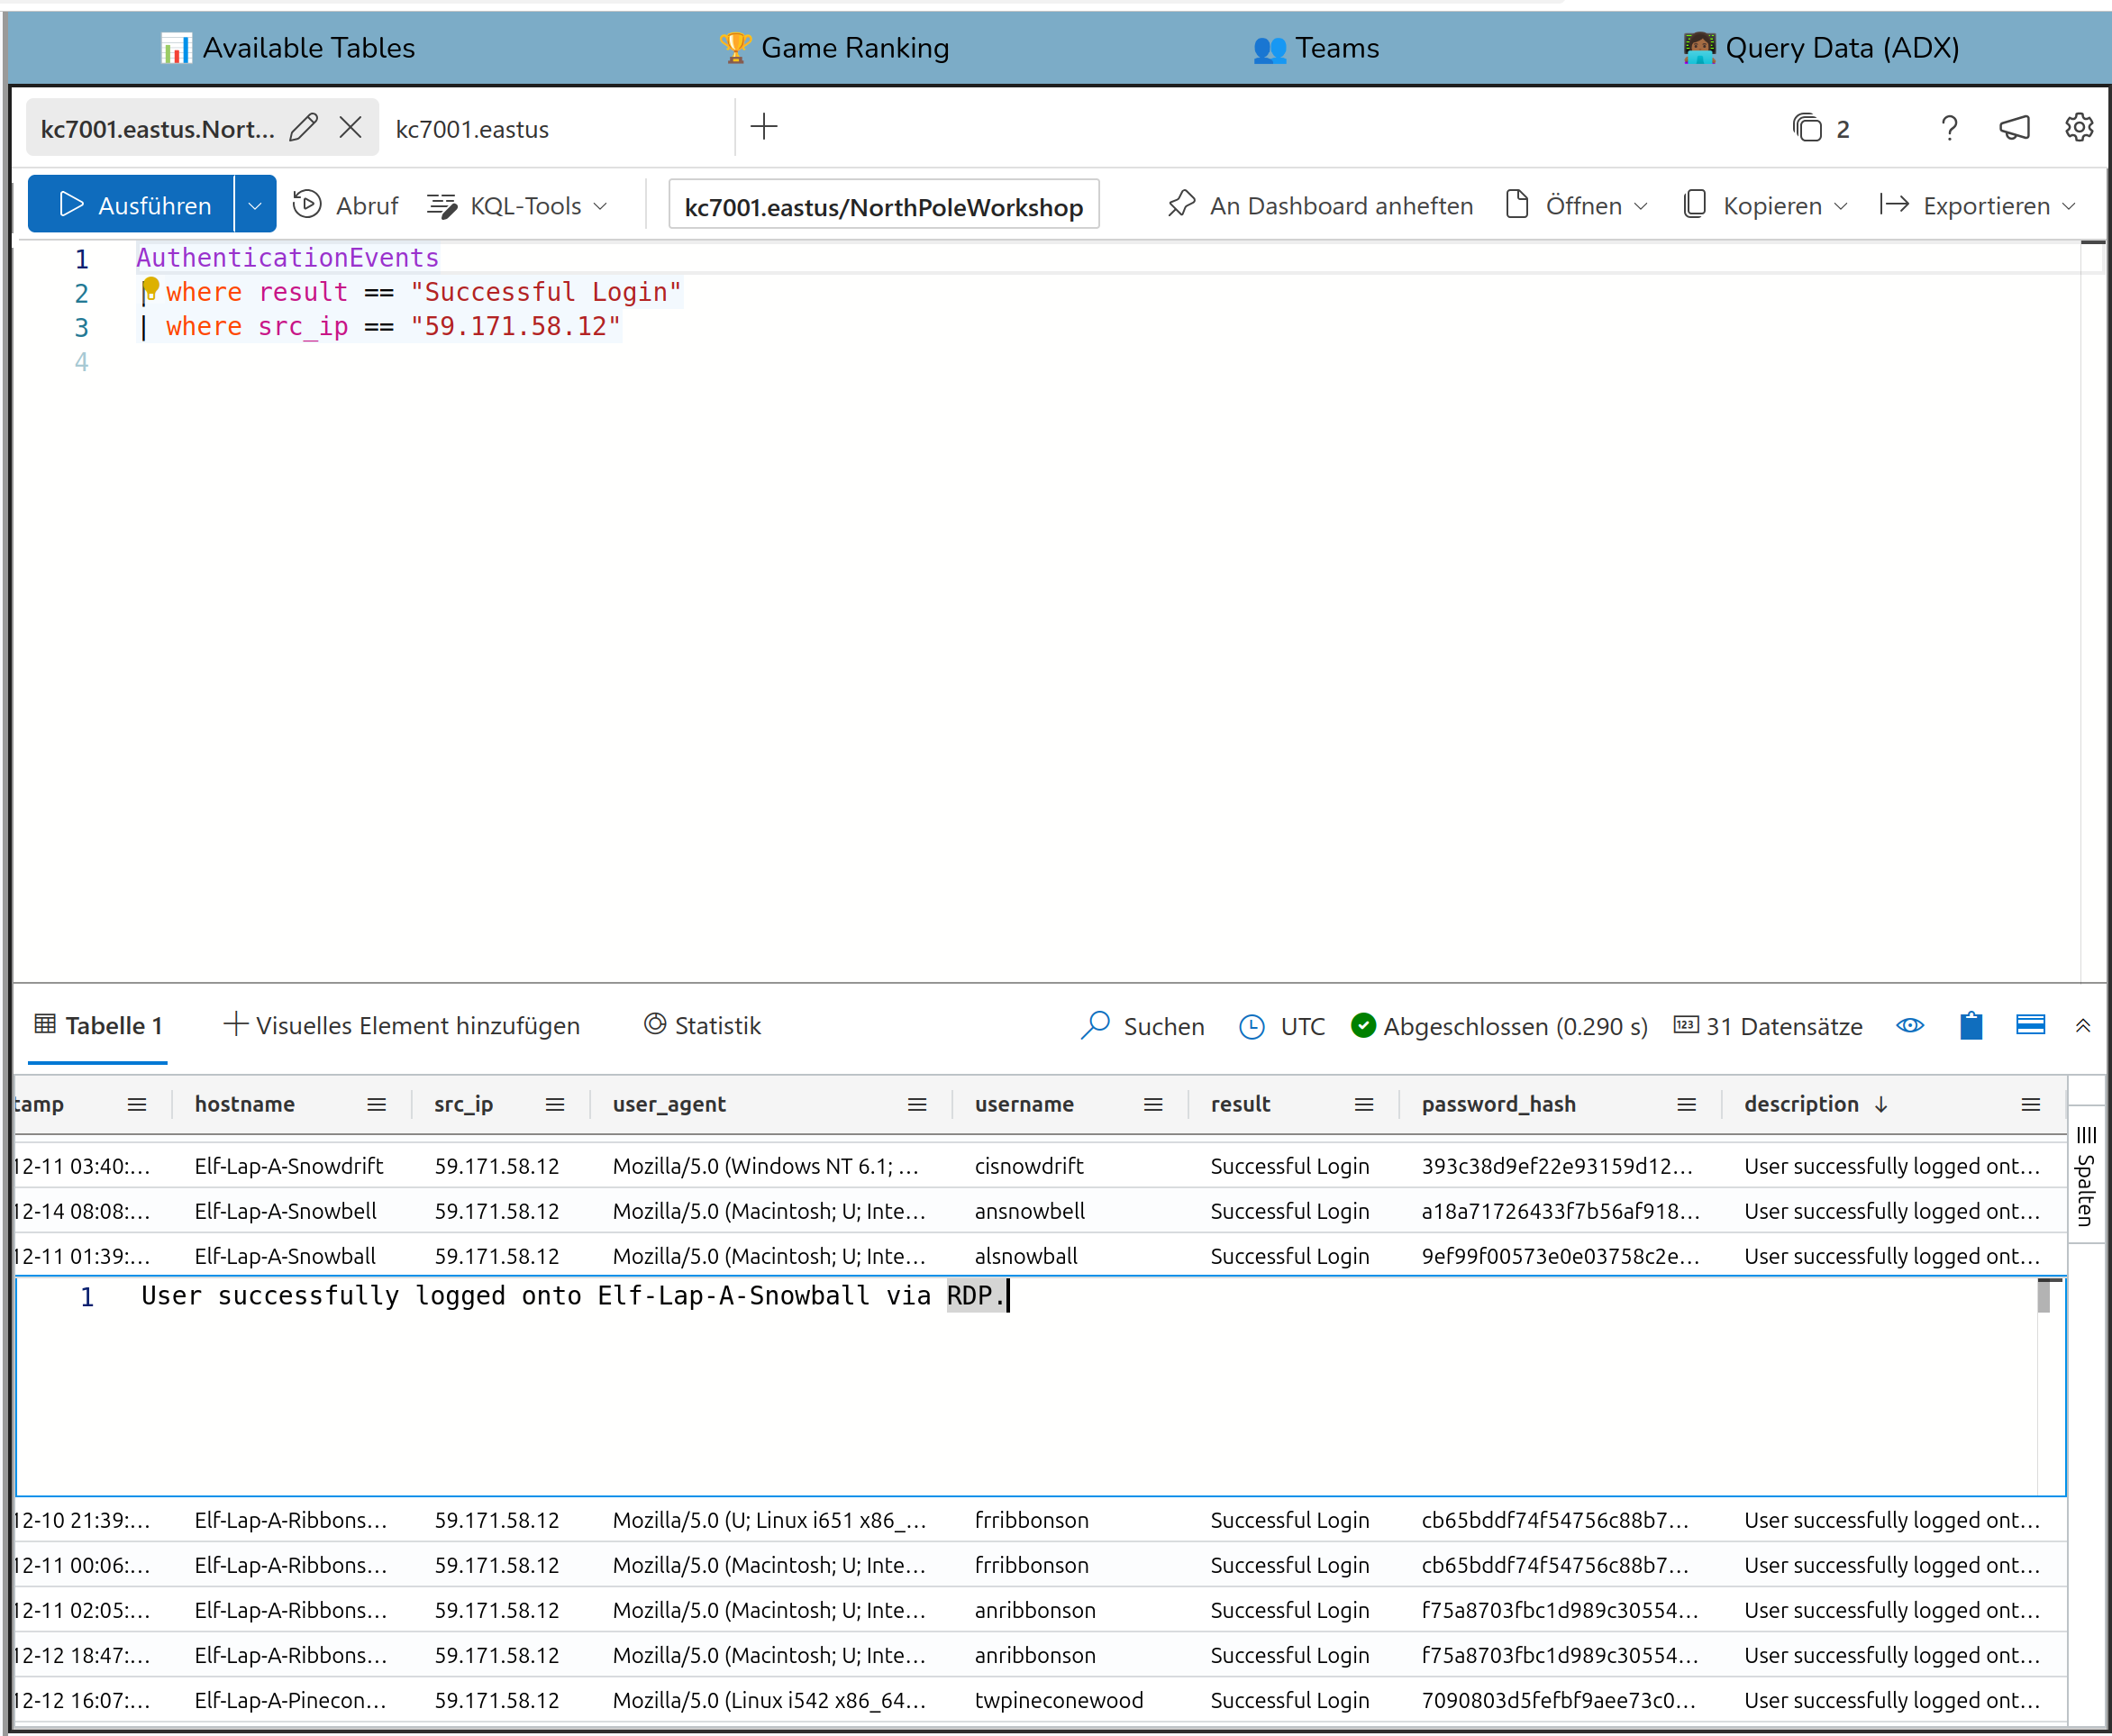 Available Tables
Game Ranking
Teams
Query Data (ADX)
kc7001.eastus.Nort...
kc7001.eastus
2
Ausführen
Abruf
KQL-Tools
kc7001.eastus/NorthPoleWorkshop
An Dashboard anheften
Öffnen
Kopieren
Exportieren
1 AuthenticationEvents
2 | where result == "Successful Login"
3 | where src_ip == "59.171.58.12"
4
Tabelle 1
Visuelles Element hinzufügen
Statistik
Suchen
UTC
Abgeschlossen (0.290 s)
123 31 Datensätze
tamp hostname src_ip user_agent username result password_hash description
12-11 03:40:... Elf-Lap-A-Snowdrift 59.171.58.12 Mozilla/5.0 (Windows NT 6.1; ... cisnowdrift Successful Login 393c38d9ef22e93159d12... User successfully logged ont...
12-14 08:08:... Elf-Lap-A-Snowbell 59.171.58.12 Mozilla/5.0 (Macintosh; U; Inte... ansnowbell Successful Login a18a71726433f7b56af918... User successfully logged ont...
12-11 01:39:... Elf-Lap-A-Snowball 59.171.58.12 Mozilla/5.0 (Macintosh; U; Inte... alsnowball Successful Login 9ef99f00573e0e03758c2e... User successfully logged ont...
1 User successfully logged onto Elf-Lap-A-Snowball via RDP.
12-10 21:39:... Elf-Lap-A-Ribbons... 59.171.58.12 Mozilla/5.0 (U; Linux i651 x86_... frribbonson Successful Login cb65bddf74f54756c88b7... User successfully logged ont...
12-11 00:06:... Elf-Lap-A-Ribbons... 59.171.58.12 Mozilla/5.0 (Macintosh; U; Inte... frribbonson Successful Login cb65bddf74f54756c88b7... User successfully logged ont...
12-11 02:05:... Elf-Lap-A-Ribbons... 59.171.58.12 Mozilla/5.0 (Macintosh; U; Inte... anribbonson Successful Login f75a8703fbc1d989c30554... User successfully logged ont...
12-12 18:47:... Elf-Lap-A-Ribbons... 59.171.58.12 Mozilla/5.0 (Macintosh; U; Inte... anribbonson Successful Login f75a8703fbc1d989c30554... User successfully logged ont...
12-12 16:07:... Elf-Lap-A-Pinecon... 59.171.58.12 Mozilla/5.0 (Linux i542 x86_64... twpineconewood Successful Login 7090803d5fefbf9aee73c0... User successfully logged ont...
Spalten